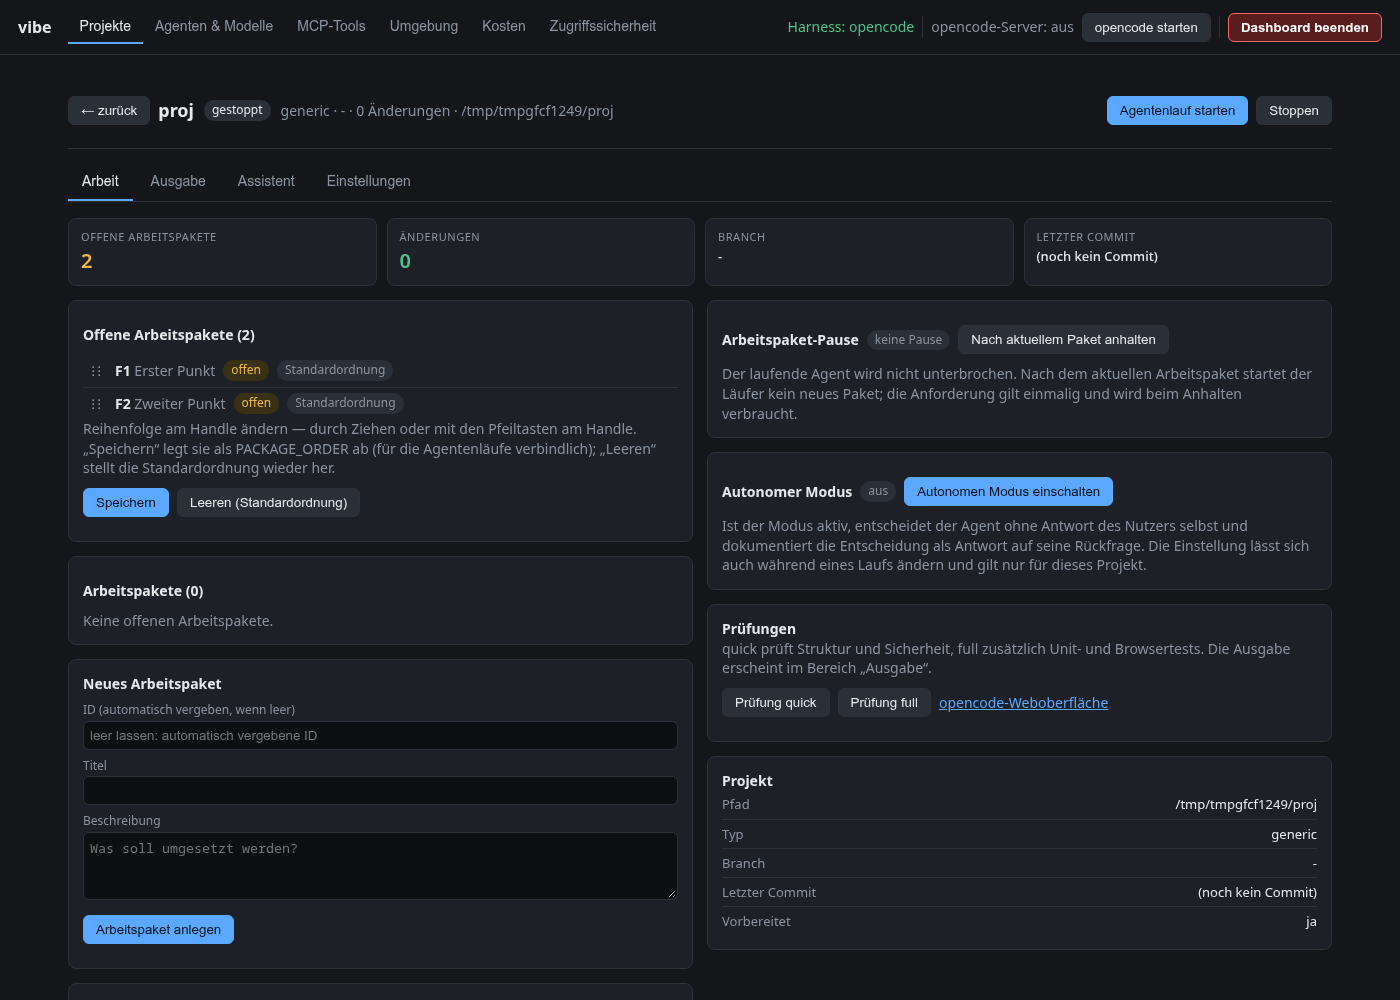 vibe Projekte Agenten & Modelle MCP-Tools Umgebung Kosten Zugriffssicherheit Harness: opencode opencode-Server: aus opencode starten Dashboard beenden
← zurück proj gestoppt generic · - · 0 Änderungen · /tmp/tmpgfcf1249/proj Agentenlauf starten Stoppen
Arbeit Ausgabe Assistent Einstellungen
OFFENE ARBEITSPAKETE
2
ÄNDERUNGEN
0
BRANCH
-
LETZTER COMMIT
(noch kein Commit)
Offene Arbeitspakete (2)
F1 Erster Punkt offen Standardordnung
F2 Zweiter Punkt offen Standardordnung
Reihenfolge am Handle ändern — durch Ziehen oder mit den Pfeiltasten am Handle.
„Speichern“ legt sie als PACKAGE_ORDER ab (für die Agentenläufe verbindlich); „Leeren“
stellt die Standardordnung wieder her.
Speichern Leeren (Standardordnung)
Arbeitspakete (0)
Keine offenen Arbeitspakete.
Neues Arbeitspaket
ID (automatisch vergeben, wenn leer)
leer lassen: automatisch vergebene ID
Titel
Beschreibung
Was soll umgesetzt werden?
Arbeitspaket anlegen
Arbeitspaket-Pause keine Pause Nach aktuellem Paket anhalten
Der laufende Agent wird nicht unterbrochen. Nach dem aktuellen Arbeitspaket startet der
Läufer kein neues Paket; die Anforderung gilt einmalig und wird beim Anhalten
verbraucht.
Autonomer Modus aus Autonomen Modus einschalten
Ist der Modus aktiv, entscheidet der Agent ohne Antwort des Nutzers selbst und
dokumentiert die Entscheidung als Antwort auf seine Rückfrage. Die Einstellung lässt sich
auch während eines Laufs ändern und gilt nur für dieses Projekt.
Prüfungen
quick prüft Struktur und Sicherheit, full zusätzlich Unit- und Browsertests. Die Ausgabe
erscheint im Bereich „Ausgabe“.
Prüfung quick Prüfung full opencode-Weboberfläche
Projekt
Pfad /tmp/tmpgfcf1249/proj
Typ generic
Branch -
Letzter Commit (noch kein Commit)
Vorbereitet ja